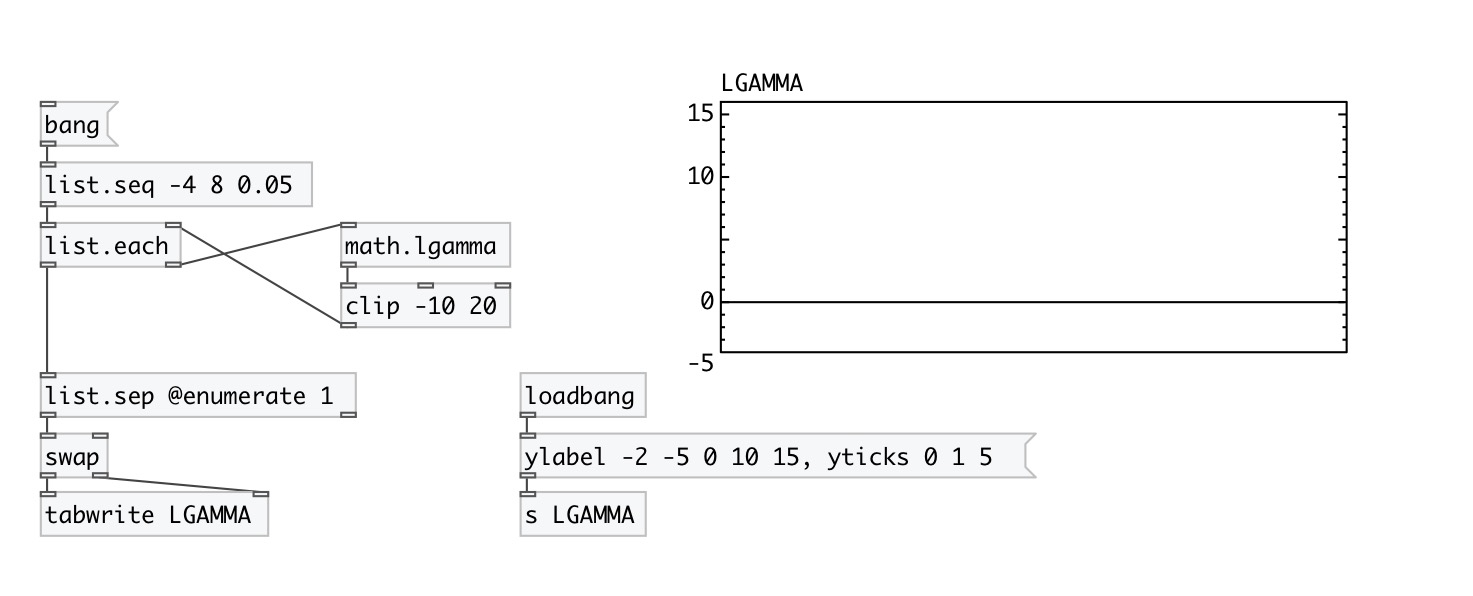 LGAMMA
15
10
0
-5
bang
list.seq -4 8 0.05
list.each
math.lgamma
clip -10 20
list.sep @enumerate 1
loadbang
swap
ylabel -2 -5 0 10 15, yticks 0 1 5
tabwrite LGAMMA
s LGAMMA